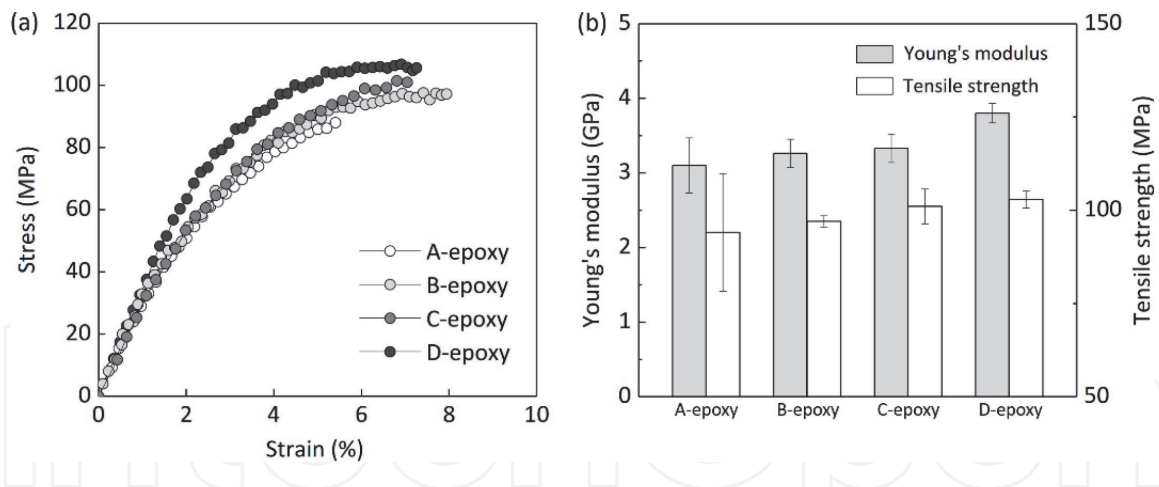 (a)
120
100
80
60
40
20
0
Stress (MPa)
A-epoxy
B-epoxy
C-epoxy
D-epoxy
0 2 4 6 8 10
Strain (%)
(b)
5
4
3
2
1
0
Young's modulus (GPa)
Young's modulus
Tensile strength
150
100
50
Tensile strength (MPa)
A-epoxy B-epoxy C-epoxy D-epoxy